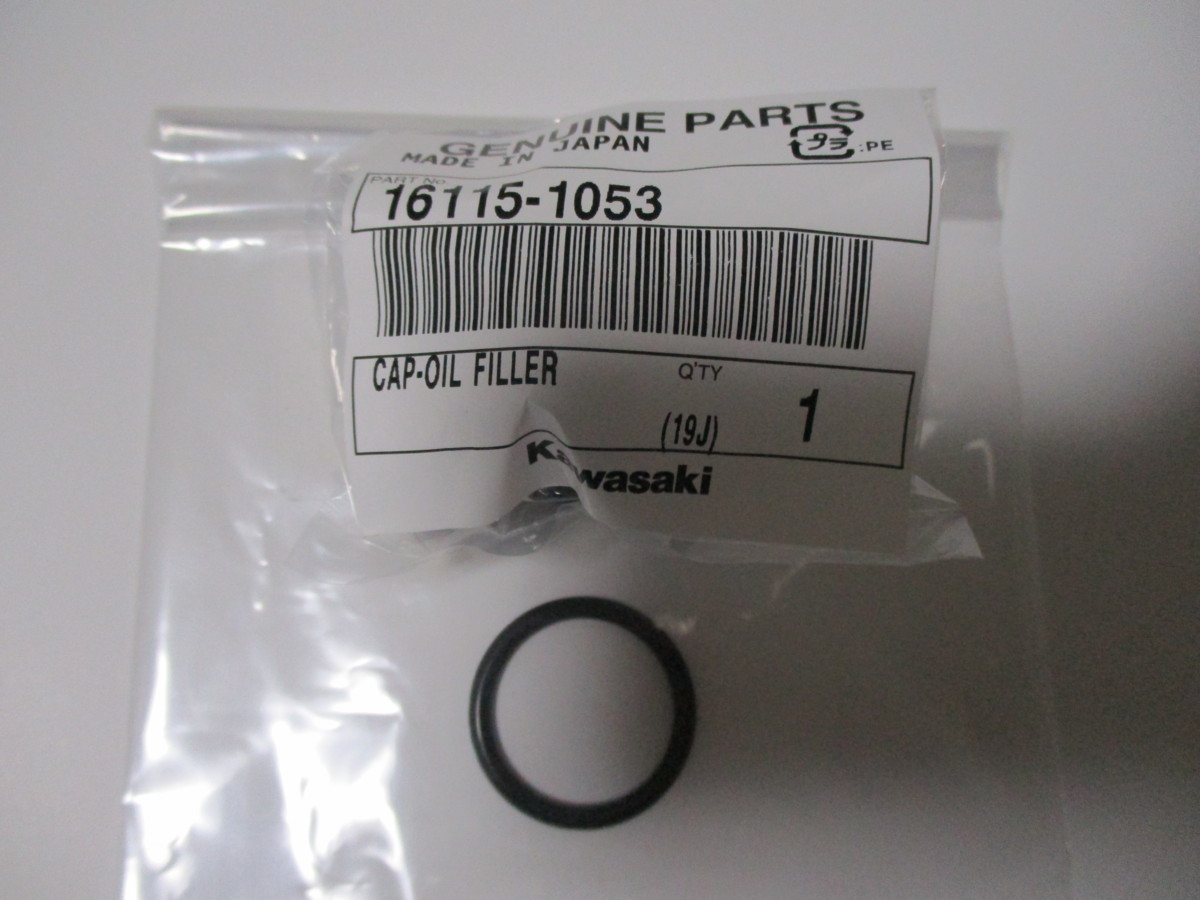 GENUINE PARTS
MADE IN JAPAN
プラ :PE
PART No.
16115-1053
CAP-OIL FILLER
Q'TY
(19J)
1
Kawasaki